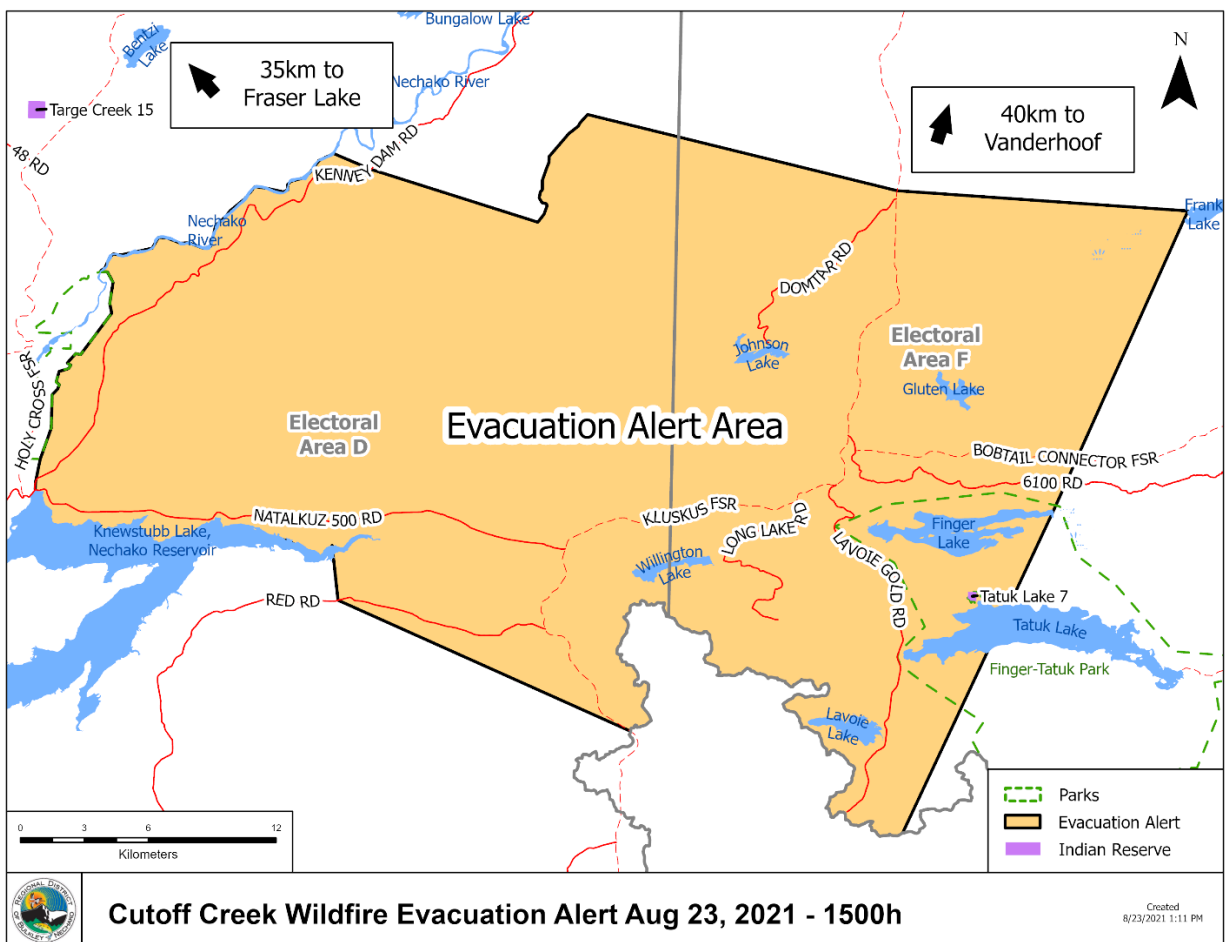 Bungalow Lake
Bentzi
Lake
35km to
Fraser Lake
Nechako River
N
Targe Creek 15
40km to
Vanderhoof
48 RD
KENNEY DAM RD
Frank
Lake
Nechako
River
DOMTAR RD
Johnson
Lake
Electoral
Area F
Gluten Lake
HOLY CROSS FSR
Electoral
Area D
Evacuation Alert Area
BOBTAIL CONNECTOR FSR
6100 RD
NATALKUZ 500 RD
KLUSKUS FSR
LONG LAKE RD
Knewstubb Lake,
Nechako Reservoir
Finger
Lake
LAVOIE GOLD RD
Willington
Lake
RED RD
Tatuk Lake 7
Tatuk Lake
Finger-Tatuk Park
Lavoie
Lake
Parks
Evacuation Alert
Indian Reserve
0 3 6 12
Kilometers
REGIONAL DISTRICT
OF BULKLEY NECHAKO
Cutoff Creek Wildfire Evacuation Alert Aug 23, 2021 - 1500h
Created
8/23/2021 1:11 PM